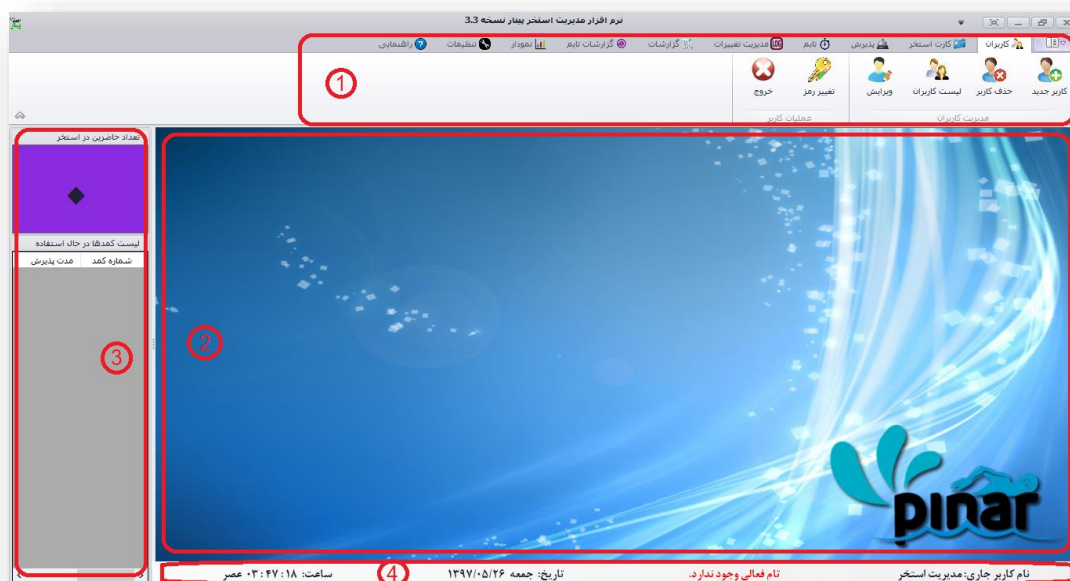 نرم افزار مدیریت استخر پینار نسخه 3.3
کاربران کارت استخر پذیرش تایم مدیریت تغییرات گزارشات گزارشات تایم نمودار تنظیمات راهنمایی
LOG
کاربر جدید حذف کاربر لیست کاربران ویرایش تغییر رمز خروج
مدیریت کاربران عملیات کاربر
1
تعداد حاضرین در استخر
لیست کمدها در حال استفاده
شماره کمد مدت پذیرش
2
3
pinar
نام کاربر جاری: مدیریت استخر تام فعالی وجود ندارد. تاریخ: جمعه ۱۳۹۷/۰۵/۲۶ 4 ساعت: ۰۳:۴۷:۱۸ عصر